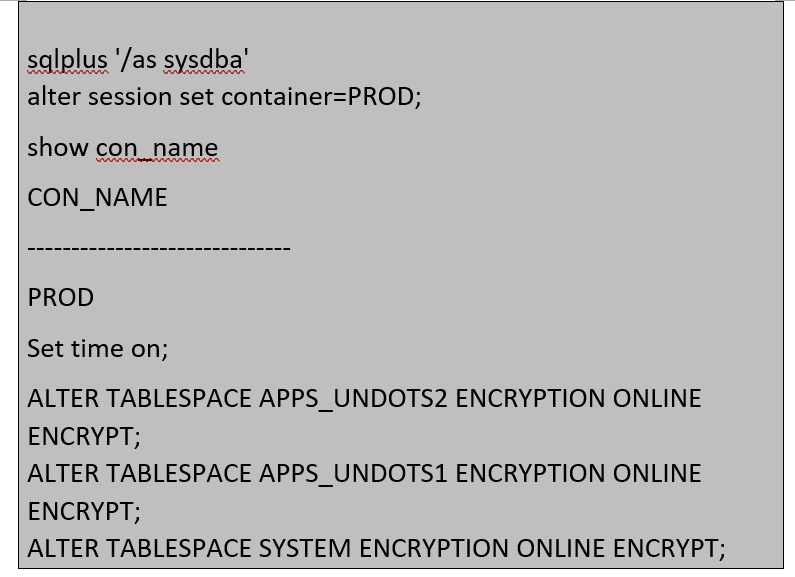 sqlplus '/as sysdba'
alter session set container=PROD;
show con_name
CON_NAME
------------------------------
PROD
Set time on;
ALTER TABLESPACE APPS_UNDOTS2 ENCRYPTION ONLINE
ENCRYPT;
ALTER TABLESPACE APPS_UNDOTS1 ENCRYPTION ONLINE
ENCRYPT;
ALTER TABLESPACE SYSTEM ENCRYPTION ONLINE ENCRYPT;